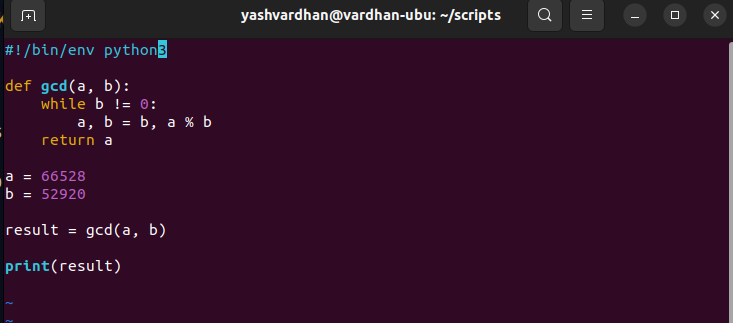 yashvardhan@vardhan-ubu: ~/scripts
#!/bin/env python3

def gcd(a, b):
    while b != 0:
        a, b = b, a % b
    return a

a = 66528
b = 52920

result = gcd(a, b)

print(result)

~
~